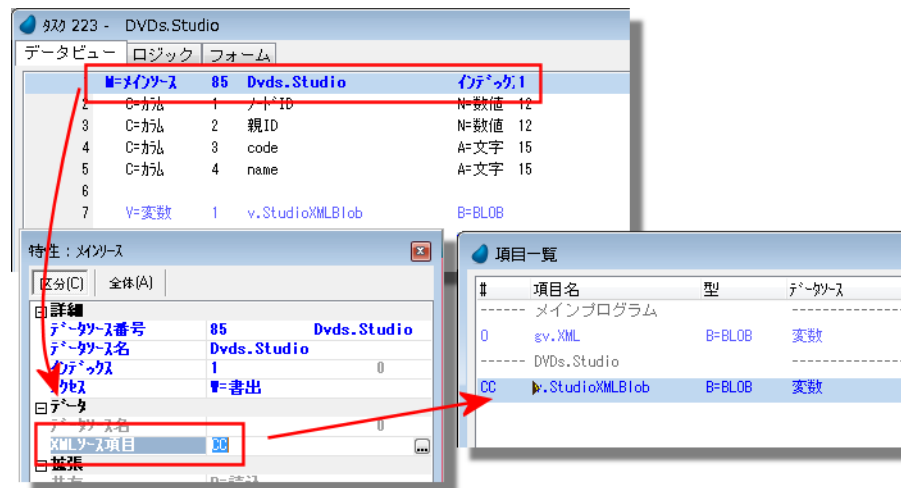 タスク 223 -   DVDs.Studio
データビュー ロジック フォーム
M=メインソース 85 Dvds.Studio インデックス: 1
2 C=カラム 1 ノードID N=数値 12
3 C=カラム 2 親ID N=数値 12
4 C=カラム 3 code A=文字 15
5 C=カラム 4 name A=文字 15
6
7 V=変数 1 v.StudioXMLBlob B=BLOB
特性 : メインソース
区分(C) 全体(A)
詳細
データソース番号 85 Dvds.Studio
データソース名 Dvds.Studio
インデックス 1 0
アクセス W=書出
データ
データソース名 0
XMLソース項目 CC ...
拡張
共有 R=読込
項目一覧
# 項目名 型 データソース
------ メインプログラム -------------
O gv.XML B=BLOB 変数
------ DVDs.Studio -------------
CC v.StudioXMLBlob B=BLOB 変数